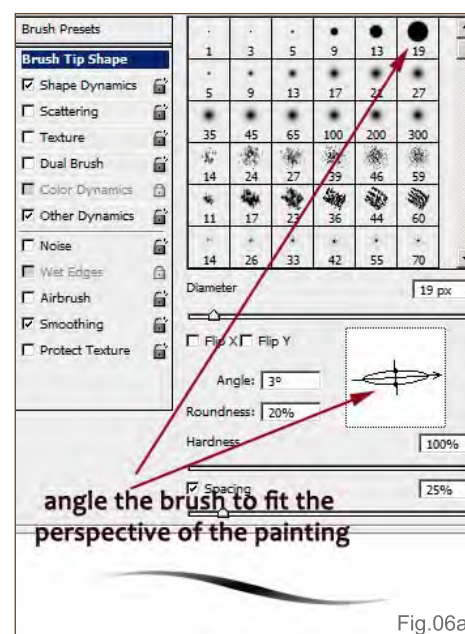 Brush Presets
Brush Tip Shape
Shape Dynamics
Scattering
Texture
Dual Brush
Color Dynamics
Other Dynamics
Noise
Wet Edges
Airbrush
Smoothing
Protect Texture
1 3 5 9 13 19
5 9 13 17 21 27
35 45 65 100 200 300
14 24 27 39 46 59
11 17 23 36 44 60
14 26 33 42 55 70
Diameter 19 px
Flip X Flip Y
Angle: 3º
Roundness: 20%
Hardness 100%
Spacing 25%
angle the brush to fit the
perspective of the painting
Fig.06a